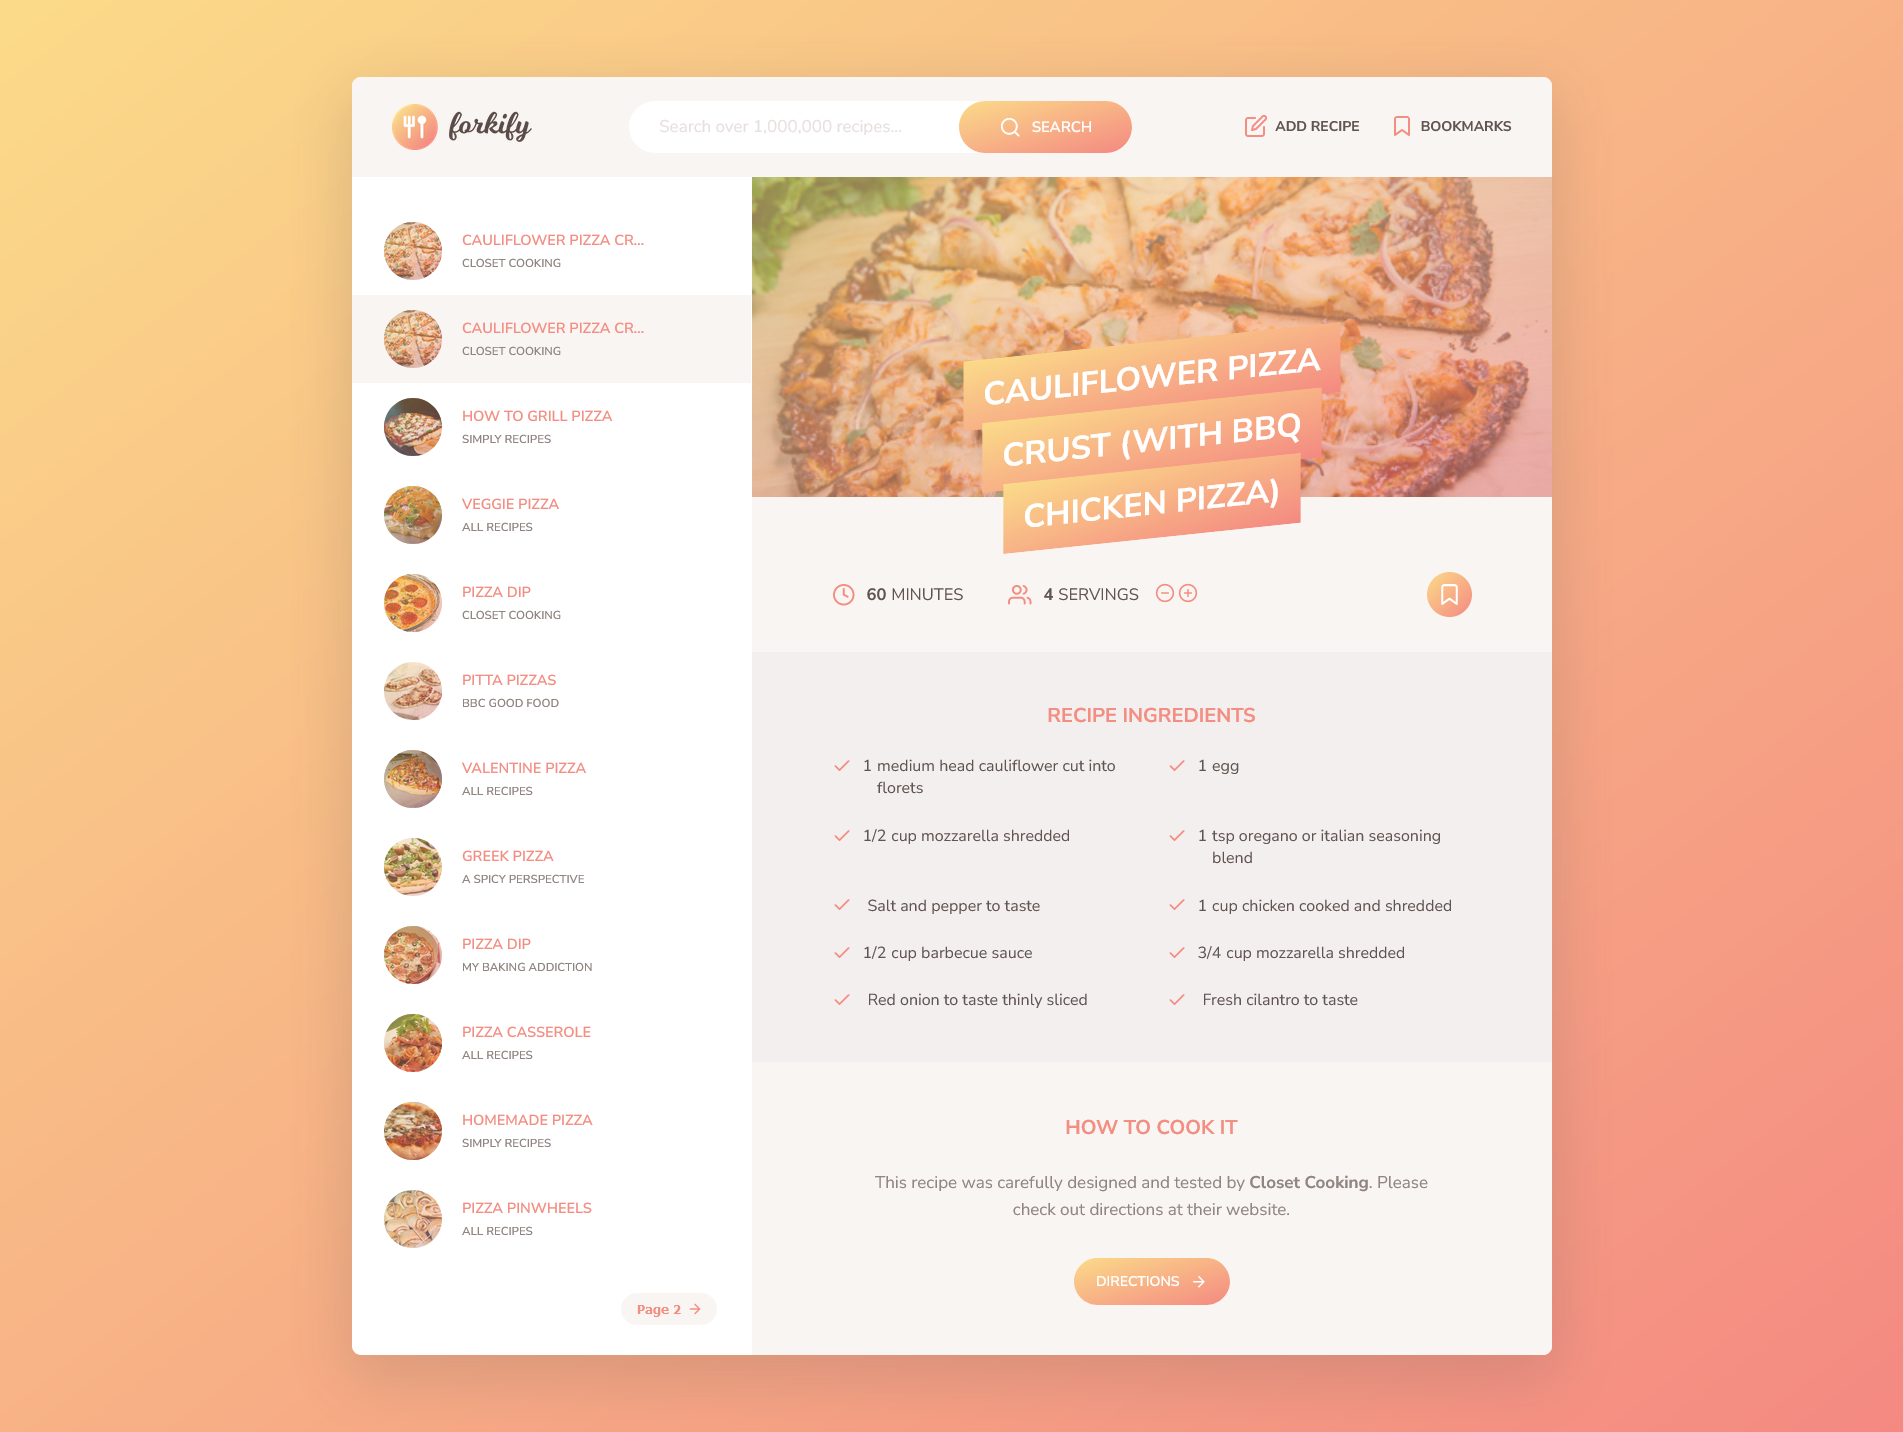 forkify
Search over 1,000,000 recipes...
SEARCH
ADD RECIPE
BOOKMARKS
CAULIFLOWER PIZZA CR...
CLOSET COOKING
CAULIFLOWER PIZZA CR...
CLOSET COOKING
HOW TO GRILL PIZZA
SIMPLY RECIPES
VEGGIE PIZZA
ALL RECIPES
PIZZA DIP
CLOSET COOKING
PITTA PIZZAS
BBC GOOD FOOD
VALENTINE PIZZA
ALL RECIPES
GREEK PIZZA
A SPICY PERSPECTIVE
PIZZA DIP
MY BAKING ADDICTION
PIZZA CASSEROLE
ALL RECIPES
HOMEMADE PIZZA
SIMPLY RECIPES
PIZZA PINWHEELS
ALL RECIPES
Page 2
CAULIFLOWER PIZZA
CRUST (WITH BBQ
CHICKEN PIZZA)
60 MINUTES
4 SERVINGS
RECIPE INGREDIENTS
1 medium head cauliflower cut into
florets
1 egg
1/2 cup mozzarella shredded
1 tsp oregano or italian seasoning
blend
Salt and pepper to taste
1 cup chicken cooked and shredded
1/2 cup barbecue sauce
3/4 cup mozzarella shredded
Red onion to taste thinly sliced
Fresh cilantro to taste
HOW TO COOK IT
This recipe was carefully designed and tested by Closet Cooking. Please
check out directions at their website.
DIRECTIONS